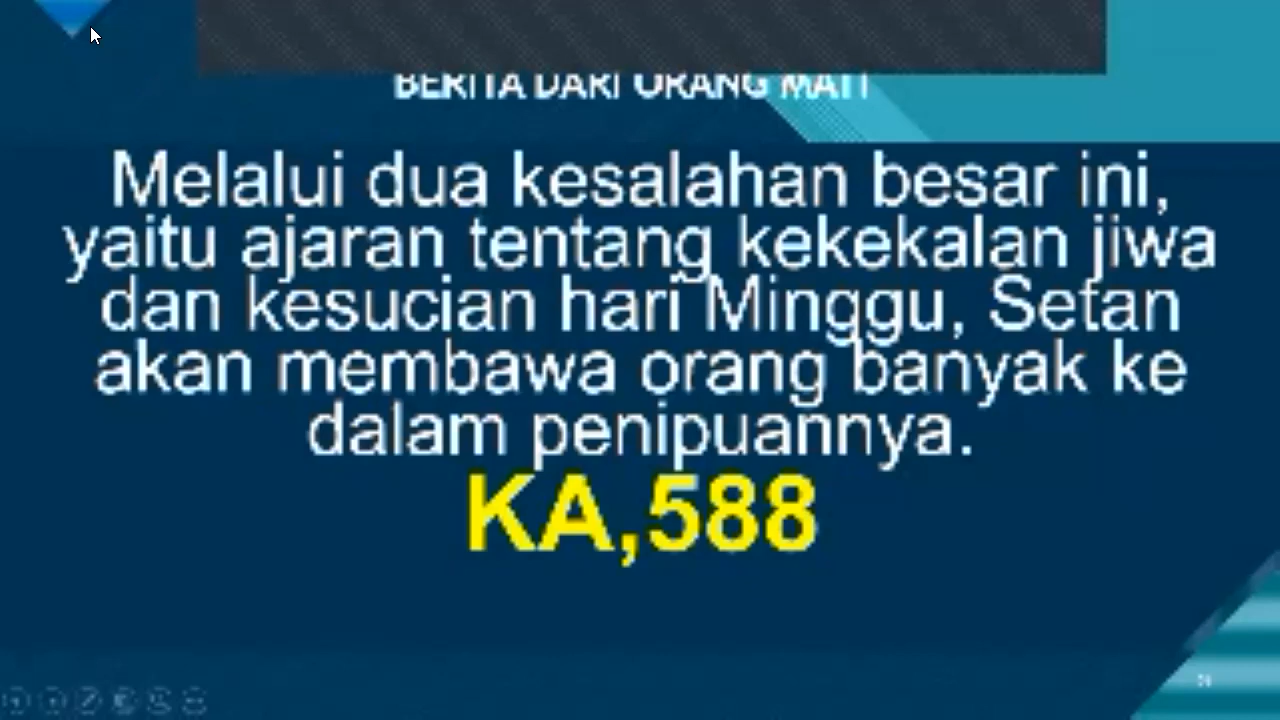 BERITA DARI ORANG MATI
Melalui dua kesalahan besar ini,
yaitu ajaran tentang kekekalan jiwa
dan kesucian hari Minggu, Setan
akan membawa orang banyak ke
dalam penipuannya.
KA,588